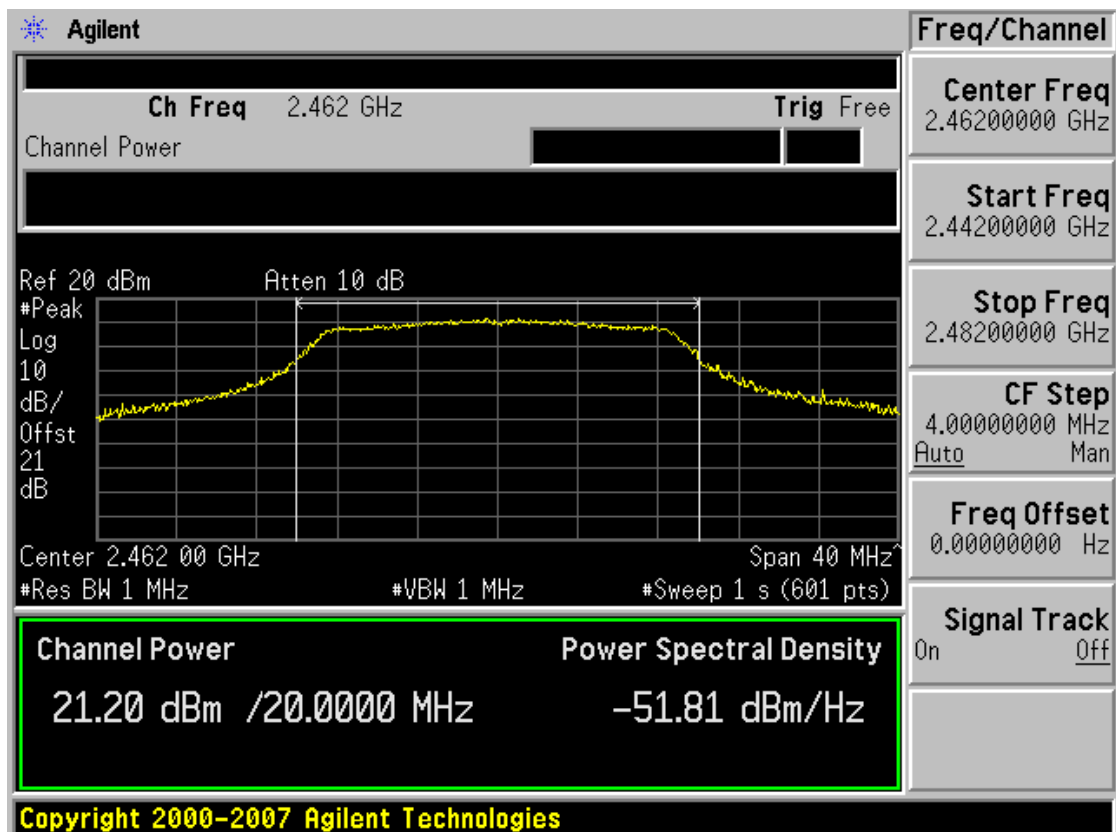 Agilent
Freq/Channel
Ch Freq 2.462 GHz Trig Free
Channel Power
Ref 20 dBm Atten 10 dB
#Peak
Log
10
dB/
Offst
21
dB
Center 2.462 00 GHz Span 40 MHz^
#Res BW 1 MHz #VBW 1 MHz #Sweep 1 s (601 pts)
Channel Power Power Spectral Density
21.20 dBm /20.0000 MHz -51.81 dBm/Hz
Copyright 2000-2007 Agilent Technologies
Center Freq
2.46200000 GHz
Start Freq
2.44200000 GHz
Stop Freq
2.48200000 GHz
CF Step
4.00000000 MHz
Auto Man
Freq Offset
0.00000000 Hz
Signal Track
On Off